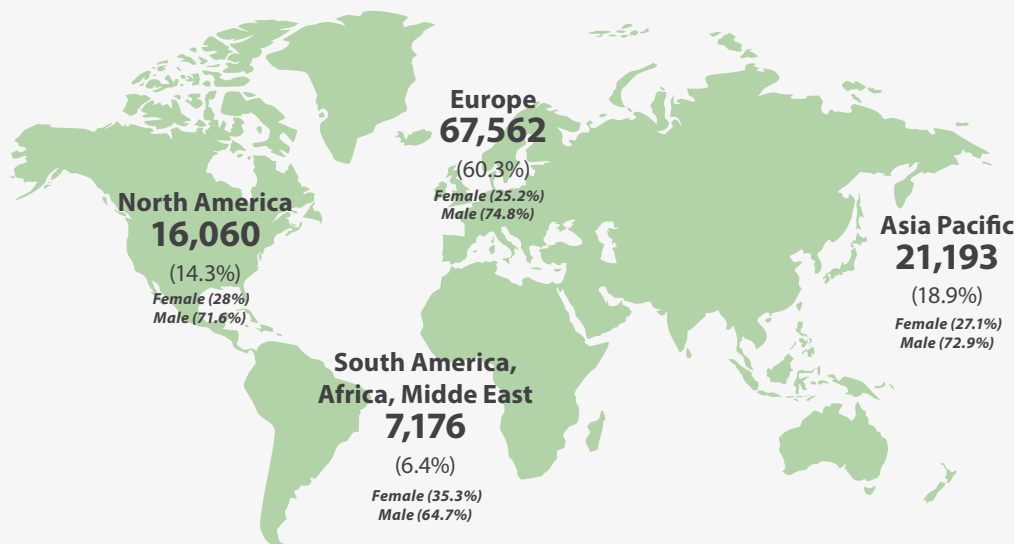 Europe
67,562
(60.3%)
Female (25.2%)
Male (74.8%)
North America
16,060
(14.3%)
Female (28%)
Male (71.6%)
Asia Pacific
21,193
(18.9%)
Female (27.1%)
Male (72.9%)
South America,
Africa, Midde East
7,176
(6.4%)
Female (35.3%)
Male (64.7%)